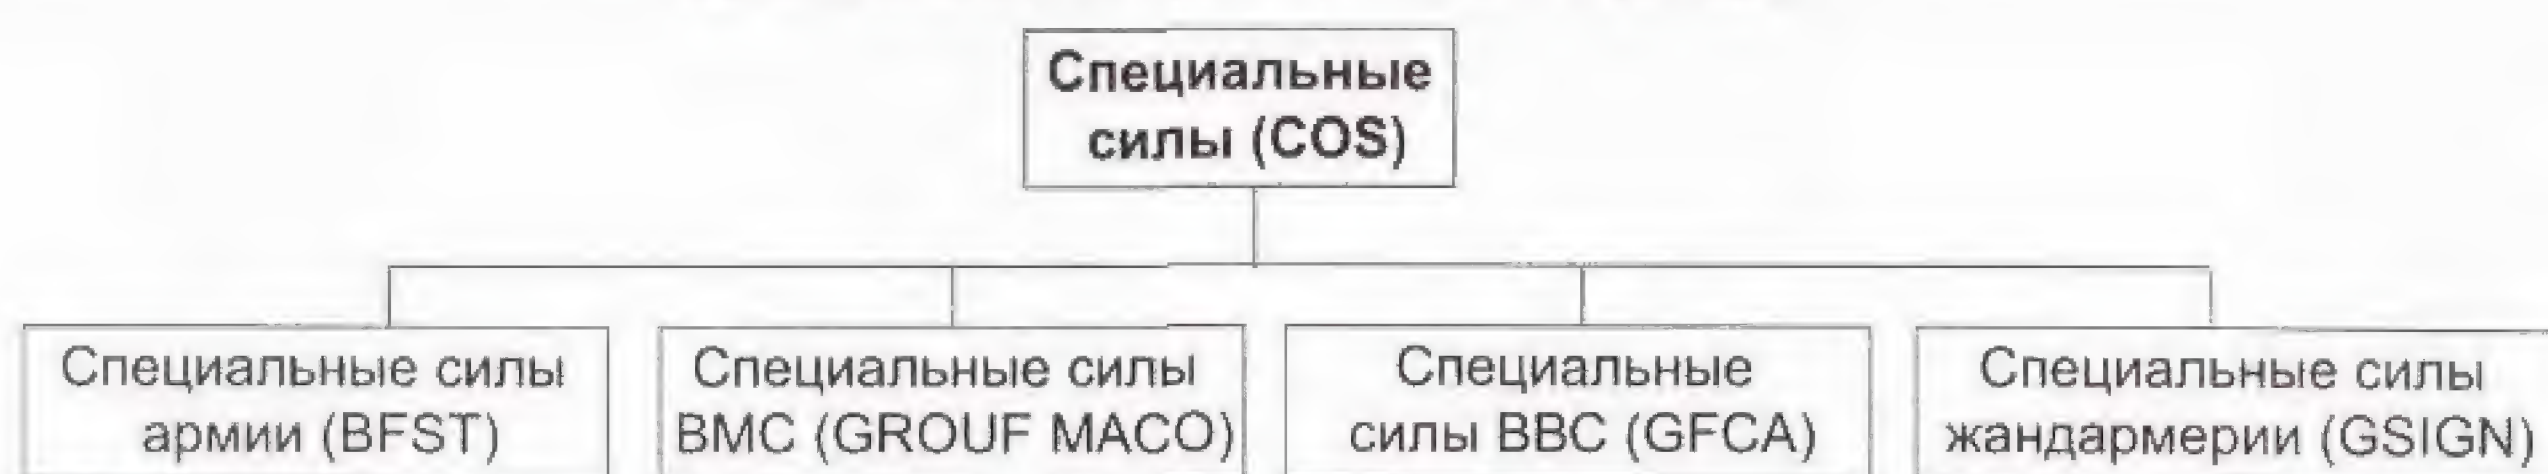 Специальные
силы (COS)
Специальные силы
армии (BFST)
Специальные силы
ВМС (GROUF MACO)
Специальные
силы ВВС (GFCA)
Специальные силы
жандармерии (GSIGN)